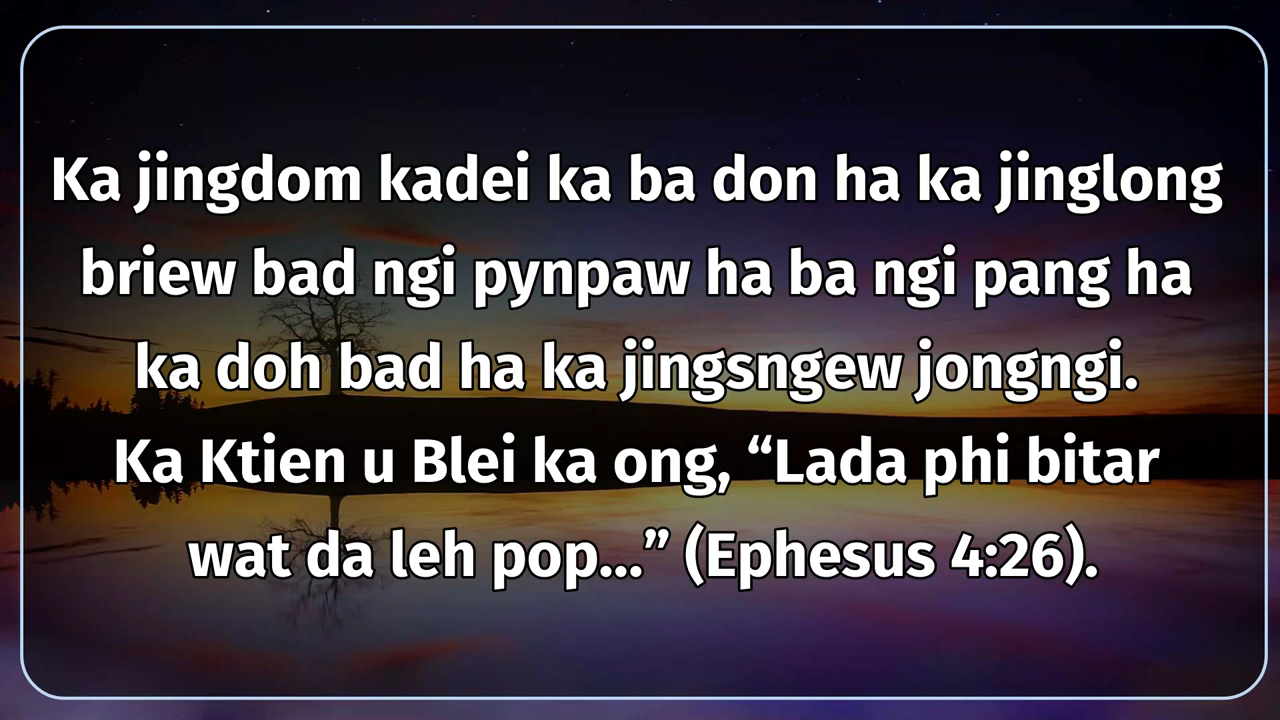 Ka jingdom kadei ka ba don ha ka jinglong
briew bad ngi pynpaw ha ba ngi pang ha
ka doh bad ha ka jingsngew jongngi.
Ka Ktien u Blei ka ong, “Lada phi bitar
wat da leh pop...” (Ephesus 4:26).